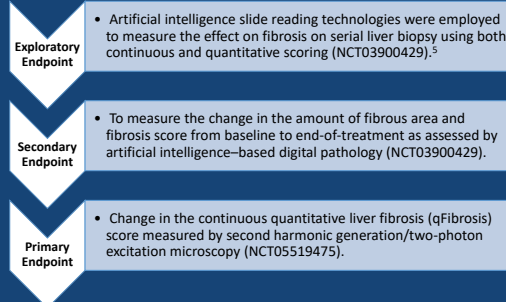 Exploratory
Endpoint
• Artificial intelligence slide reading technologies were employed
to measure the effect on fibrosis on serial liver biopsy using both
continuous and quantitative scoring (NCT03900429).⁵
Secondary
Endpoint
• To measure the change in the amount of fibrous area and
fibrosis score from baseline to end-of-treatment as assessed by
artificial intelligence–based digital pathology (NCT03900429).
Primary
Endpoint
• Change in the continuous quantitative liver fibrosis (qFibrosis)
score measured by second harmonic generation/two-photon
excitation microscopy (NCT05519475).